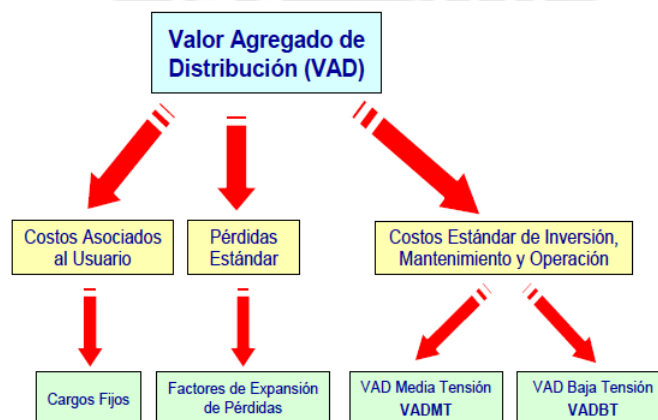 Valor Agregado de
Distribución (VAD)
Costos Asociados
al Usuario
Pérdidas
Estándar
Costos Estándar de Inversión,
Mantenimiento y Operación
Cargos Fijos
Factores de Expansión
de Pérdidas
VAD Media Tensión
VADMT
VAD Baja Tensión
VADBT